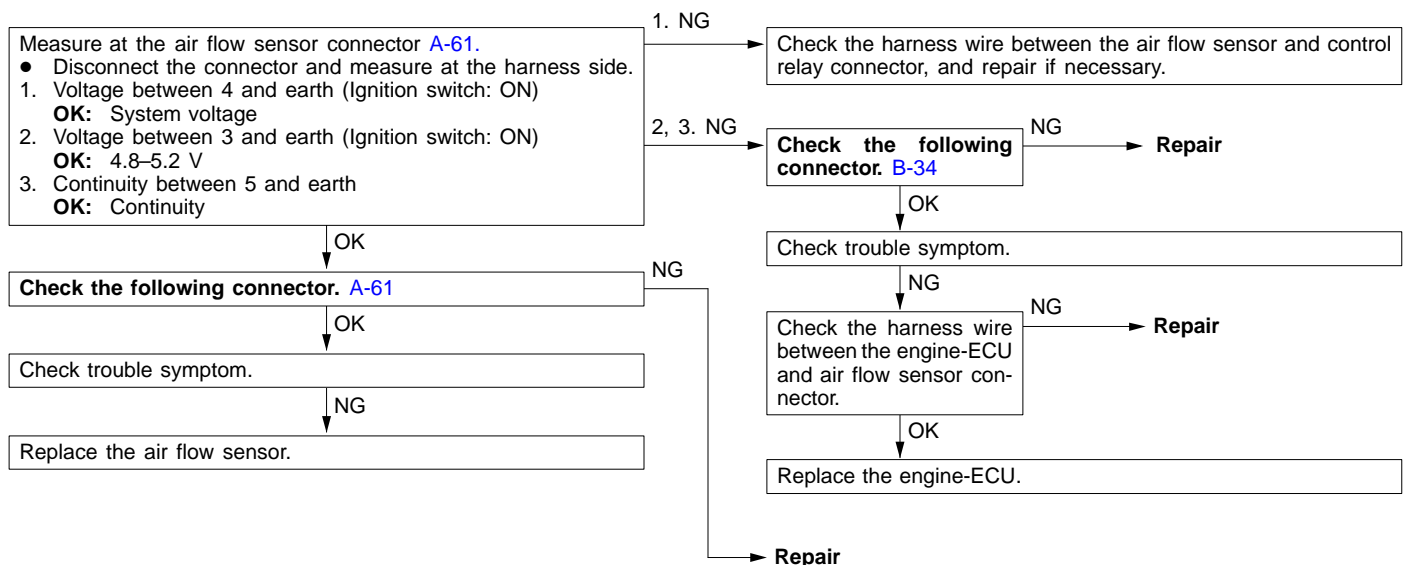 Measure at the air flow sensor connector A-61.
● Disconnect the connector and measure at the harness side.
1. Voltage between 4 and earth (Ignition switch: ON)
OK: System voltage
2. Voltage between 3 and earth (Ignition switch: ON)
OK: 4.8–5.2 V
3. Continuity between 5 and earth
OK: Continuity
1. NG
Check the harness wire between the air flow sensor and control
relay connector, and repair if necessary.
2, 3. NG
Check the following
connector. B-34
NG
Repair
OK
Check trouble symptom.
NG
Check the harness wire
between the engine-ECU
and air flow sensor con-
nector.
NG
Repair
OK
Replace the engine-ECU.
OK
Check the following connector. A-61
NG
OK
Check trouble symptom.
NG
Replace the air flow sensor.
Repair